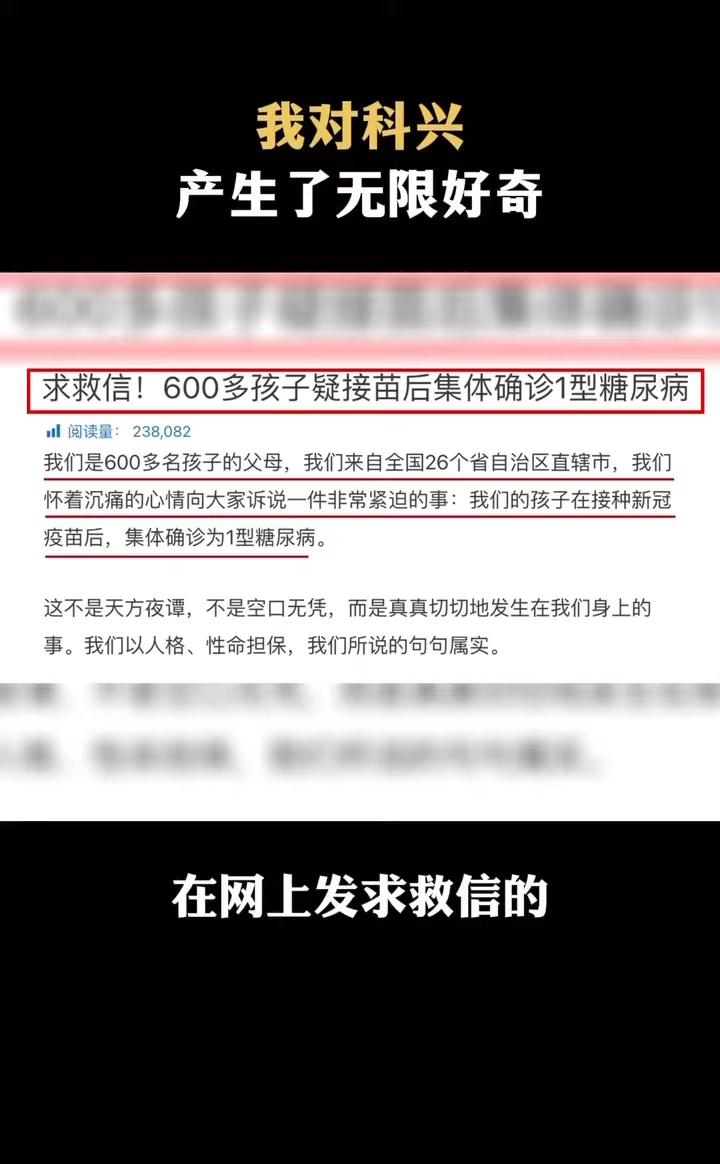 我对科兴
产生了无限好奇
求救信！600多孩子疑接苗后集体确诊1型糖尿病
阅读量： 238,082
我们是600多名孩子的父母，我们来自全国26个省自治区直辖市，我们
怀着沉痛的心情向大家诉说一件非常紧迫的事：我们的孩子在接种新冠
疫苗后，集体确诊为1型糖尿病。
这不是天方夜谭，不是空口无凭，而是真真切切地发生在我们身上的
事。我们以人格、性命担保，我们所说的句句属实。
在网上发求救信的